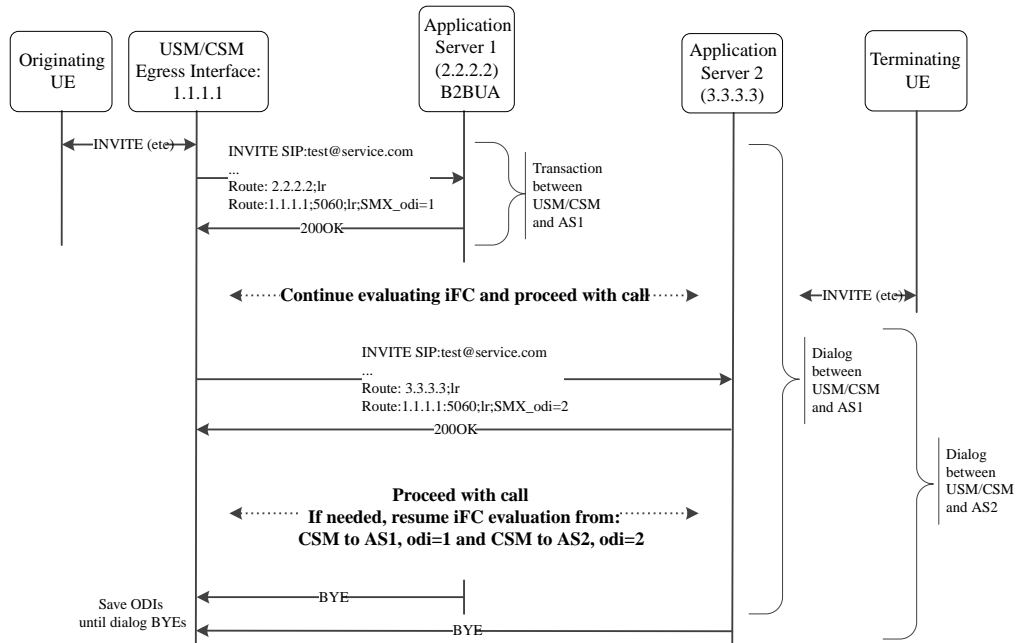 Originating
UE
USM/CSM
Egress Interface:
1.1.1.1
Application
Server 1
(2.2.2.2)
B2BUA
Application
Server 2
(3.3.3.3)
Terminating
UE
INVITE (etc)
INVITE SIP:test@service.com
...
Route: 2.2.2.2;lr
Route:1.1.1.1;5060;lr;SMX_odi=1
200OK
Transaction
between
USM/CSM
and AS1
Continue evaluating iFC and proceed with call
INVITE (etc)
INVITE SIP:test@service.com
...
Route: 3.3.3.3;lr
Route:1.1.1.1:5060;lr;SMX_odi=2
200OK
Dialog
between
USM/CSM
and AS1
Dialog
between
USM/CSM
and AS2
Proceed with call
If needed, resume iFC evaluation from:
CSM to AS1, odi=1 and CSM to AS2, odi=2
BYE
Save ODIs
until dialog BYEs
BYE